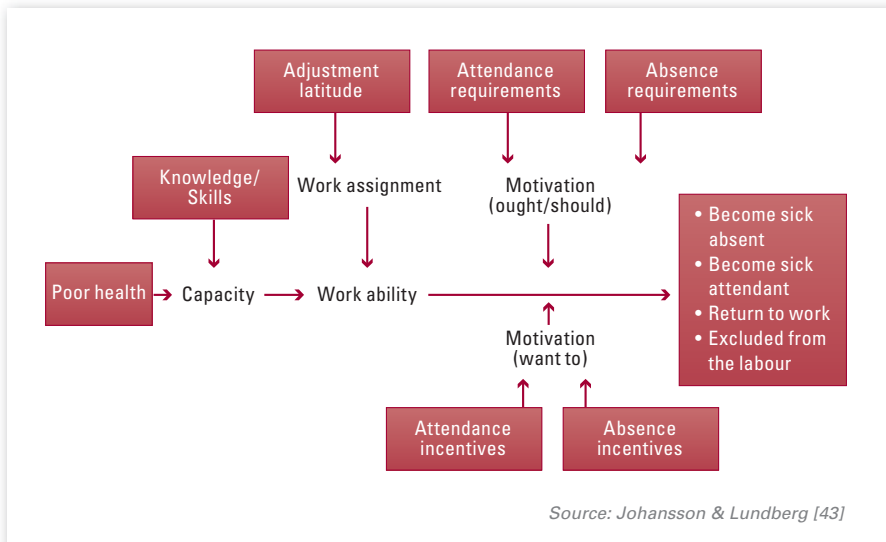 Adjustment
latitude
Attendance
requirements
Absence
requirements
Knowledge/
Skills
Work assignment
Motivation
(ought/should)
Poor health
Capacity
Work ability
• Become sick
absent
• Become sick
attendant
• Return to work
• Excluded from
the labour
Motivation
(want to)
Attendance
incentives
Absence
incentives
Source: Johansson & Lundberg [43]